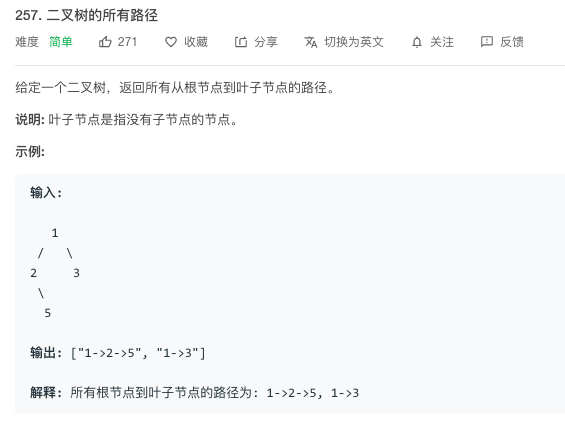 257. 二叉树的所有路径
难度 简单 271 收藏 分享 切换为英文 关注 反馈
给定一个二叉树，返回所有从根节点到叶子节点的路径。
说明: 叶子节点是指没有子节点的节点。
示例:
输入:
1
/ \
2 3
\
5
输出: ["1->2->5", "1->3"]
解释: 所有根节点到叶子节点的路径为: 1->2->5, 1->3